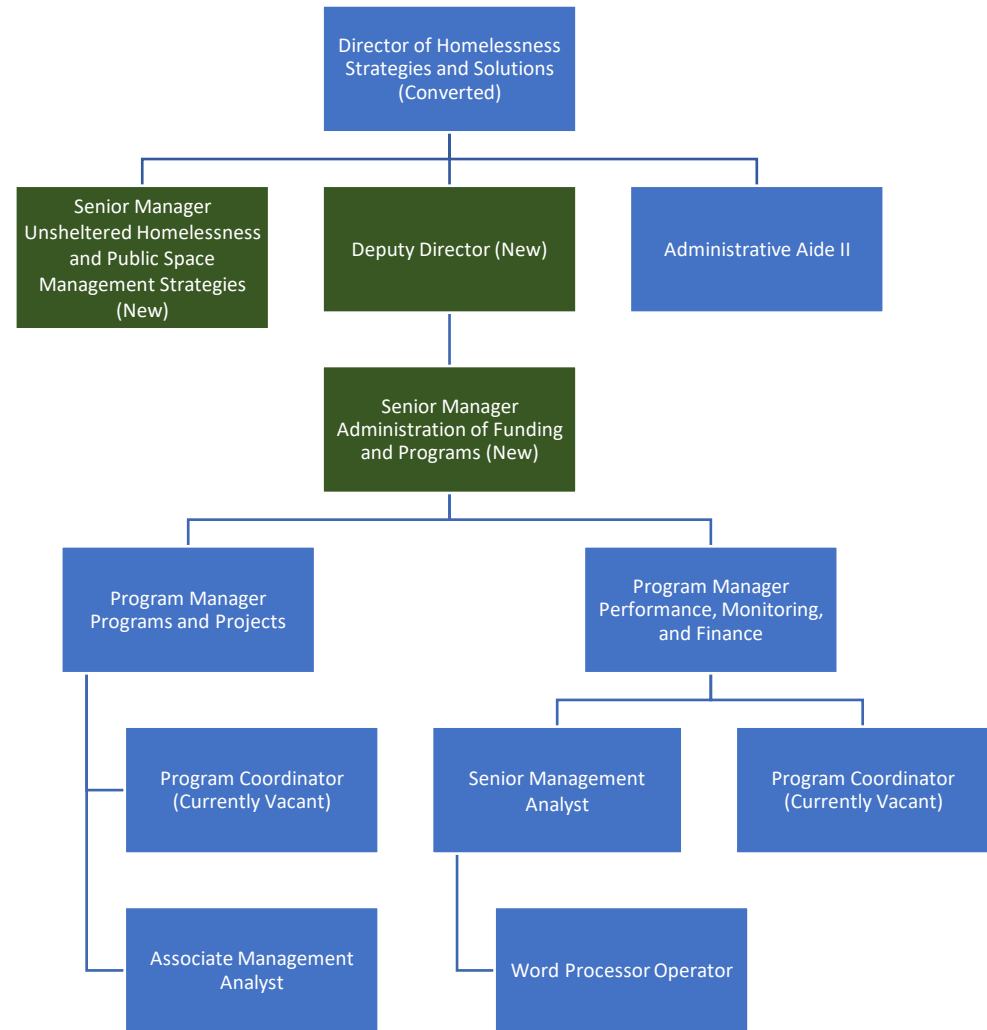 Director of Homelessness
Strategies and Solutions
(Converted)
Senior Manager
Unsheltered Homelessness
and Public Space
Management Strategies
(New)
Deputy Director (New)
Administrative Aide II
Senior Manager
Administration of Funding
and Programs (New)
Program Manager
Programs and Projects
Program Manager
Performance, Monitoring,
and Finance
Program Coordinator
(Currently Vacant)
Senior Management
Analyst
Program Coordinator
(Currently Vacant)
Associate Management
Analyst
Word Processor Operator